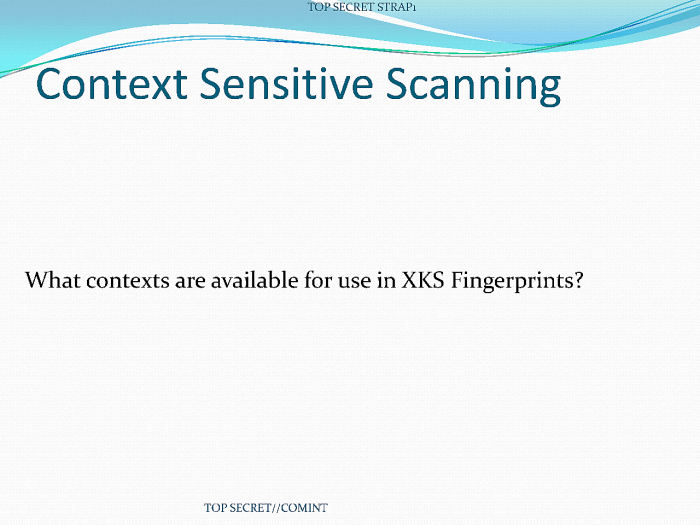 TOP SECRET STRAP1
Context Sensitive Scanning
What contexts are available for use in XKS Fingerprints?
TOP SECRET//COMINT